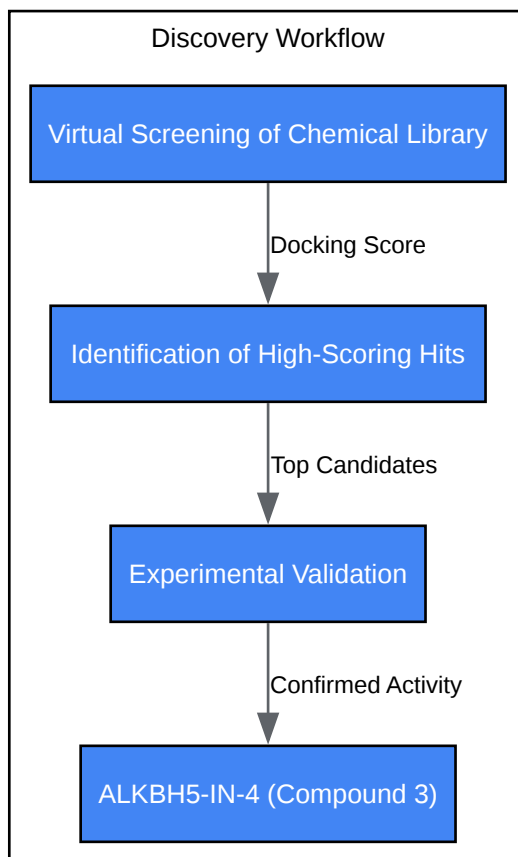 Discovery Workflow
Virtual Screening of Chemical Library
Docking Score
Identification of High-Scoring Hits
Top Candidates
Experimental Validation
Confirmed Activity
ALKBH5-IN-4 (Compound 3)